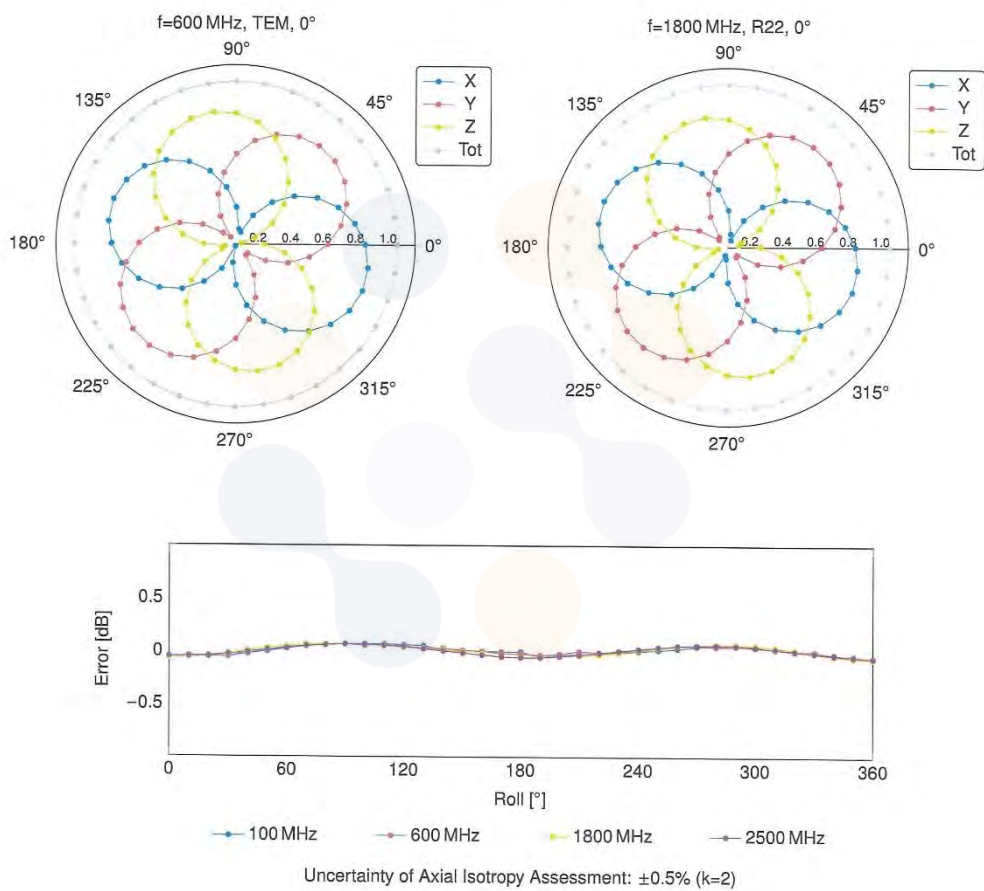 f=600 MHz, TEM, 0°
90°
135°
45°
X
Y
Z
Tot
180°
0.2 0.4 0.6 0.8 1.0
0°
225°
315°
270°
f=1800 MHz, R22, 0°
90°
135°
45°
X
Y
Z
Tot
180°
0.2 0.4 0.6 0.8 1.0
0°
225°
315°
270°
Error [dB]
0.5
0
−0.5
0 60 120 180 240 300 360
Roll [°]
100 MHz 600 MHz 1800 MHz 2500 MHz
Uncertainty of Axial Isotropy Assessment: ±0.5% (k=2)